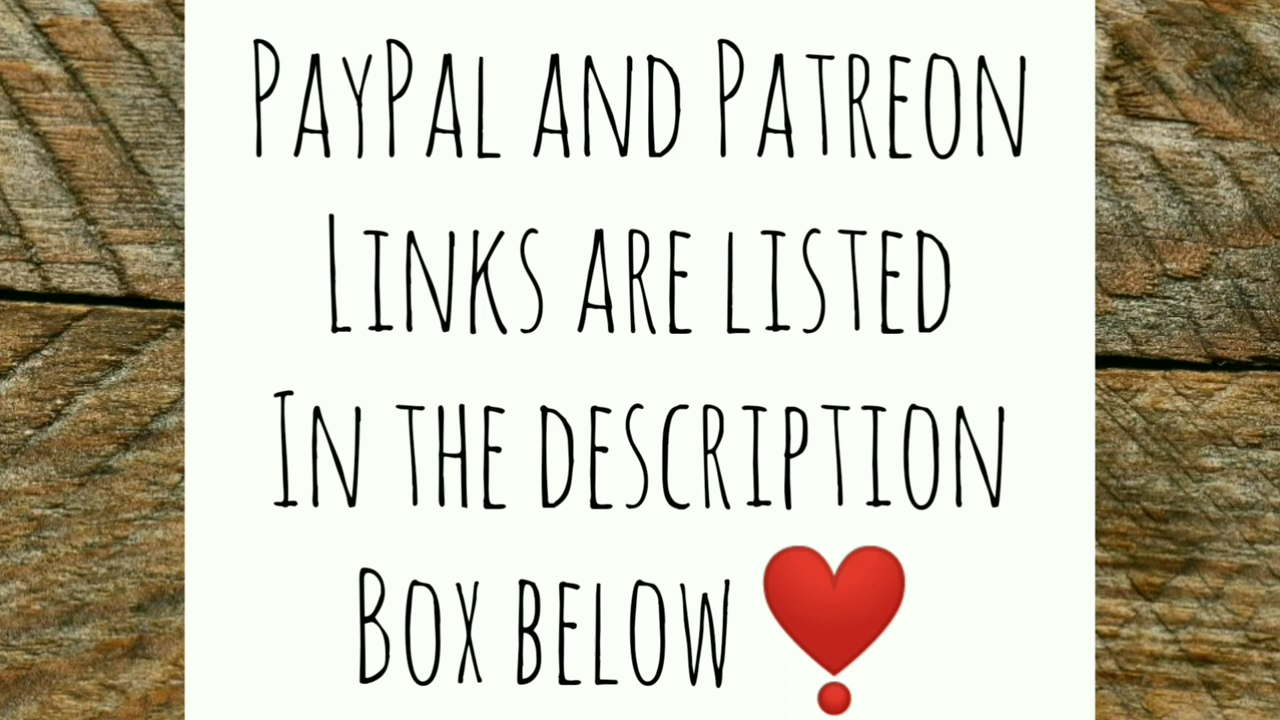 PayPal and Patreon
Links are listed
In the description
Box below ❣️